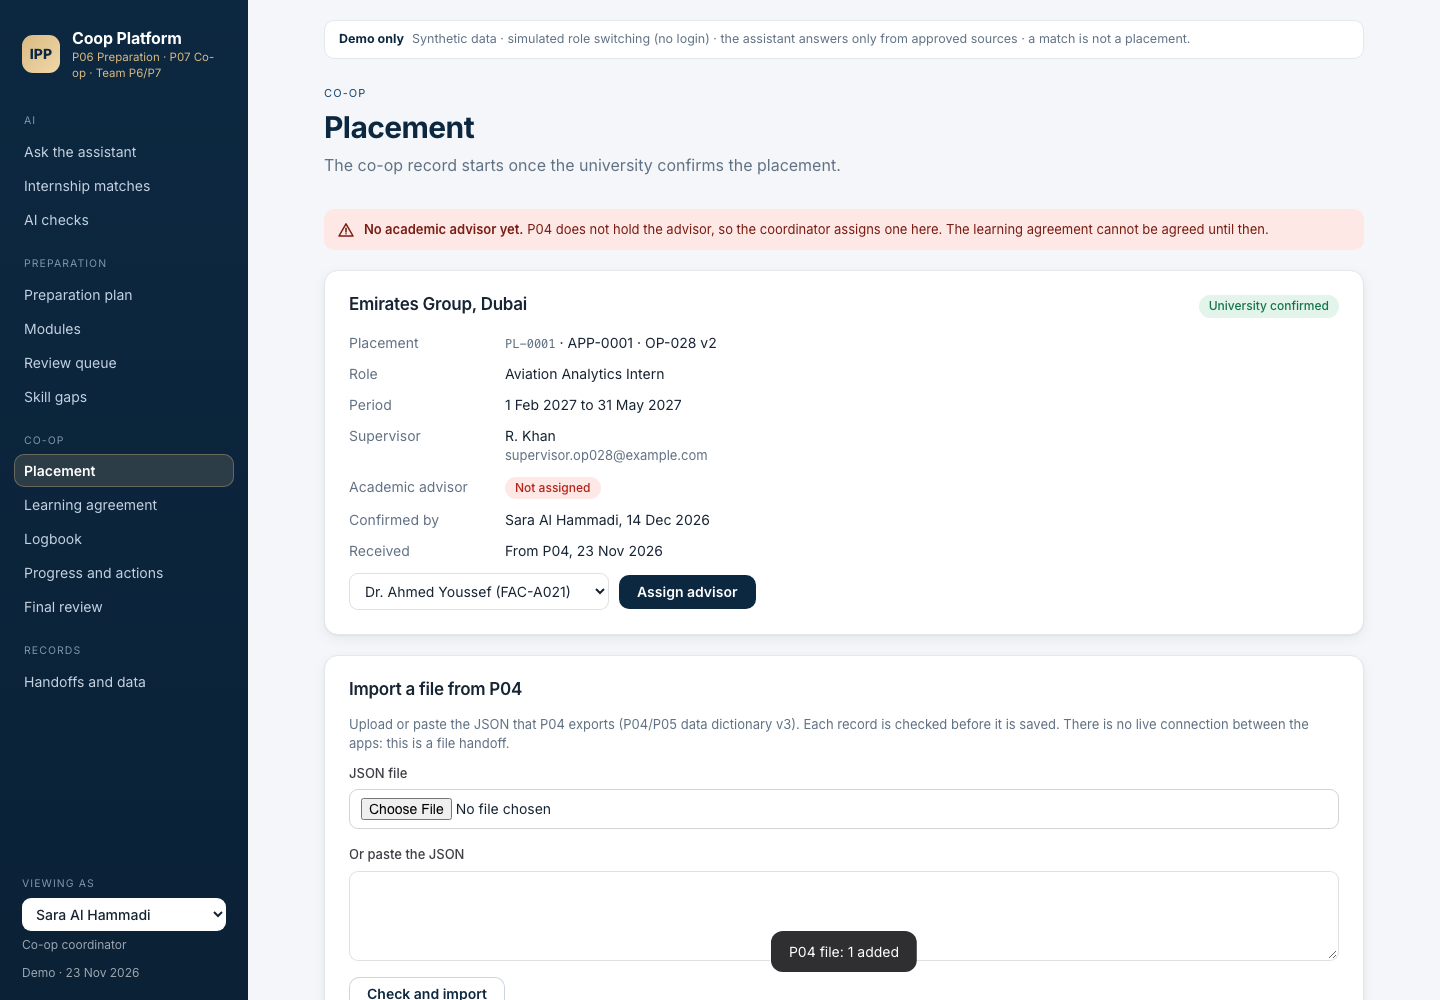 IPP
Coop Platform
P06 Preparation · P07 Co-
op · Team P6/P7
AI
Ask the assistant
Internship matches
AI checks
PREPARATION
Preparation plan
Modules
Review queue
Skill gaps
CO-OP
Placement
Learning agreement
Logbook
Progress and actions
Final review
RECORDS
Handoffs and data
VIEWING AS
Sara Al Hammadi
Co-op coordinator
Demo · 23 Nov 2026
Demo only Synthetic data · simulated role switching (no login) · the assistant answers only from approved sources · a match is not a placement.
CO-OP
Placement
The co-op record starts once the university confirms the placement.
No academic advisor yet. P04 does not hold the advisor, so the coordinator assigns one here. The learning agreement cannot be agreed until then.
Emirates Group, Dubai
University confirmed
Placement PL-0001 · APP-0001 · OP-028 v2
Role Aviation Analytics Intern
Period 1 Feb 2027 to 31 May 2027
Supervisor R. Khan
supervisor.op028@example.com
Academic advisor Not assigned
Confirmed by Sara Al Hammadi, 14 Dec 2026
Received From P04, 23 Nov 2026
Dr. Ahmed Youssef (FAC-A021) Assign advisor
Import a file from P04
Upload or paste the JSON that P04 exports (P04/P05 data dictionary v3). Each record is checked before it is saved. There is no live connection between the
apps: this is a file handoff.
JSON file
Choose File No file chosen
Or paste the JSON
P04 file: 1 added
Check and import